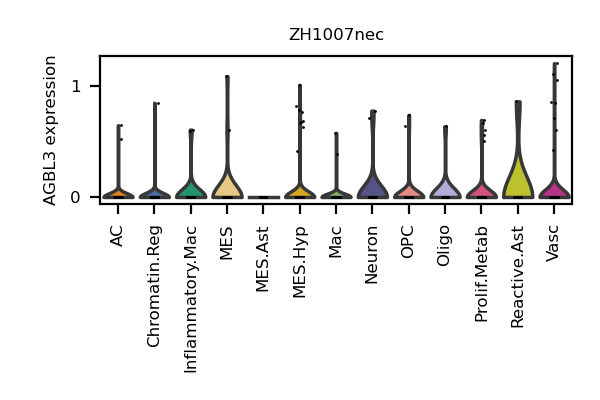 ZH1007nec
AGBL3 expression
1
0
AC
Chromatin.Reg
Inflammatory.Mac
MES
MES.Ast
MES.Hyp
Mac
Neuron
OPC
Oligo
Prolif.Metab
Reactive.Ast
Vasc